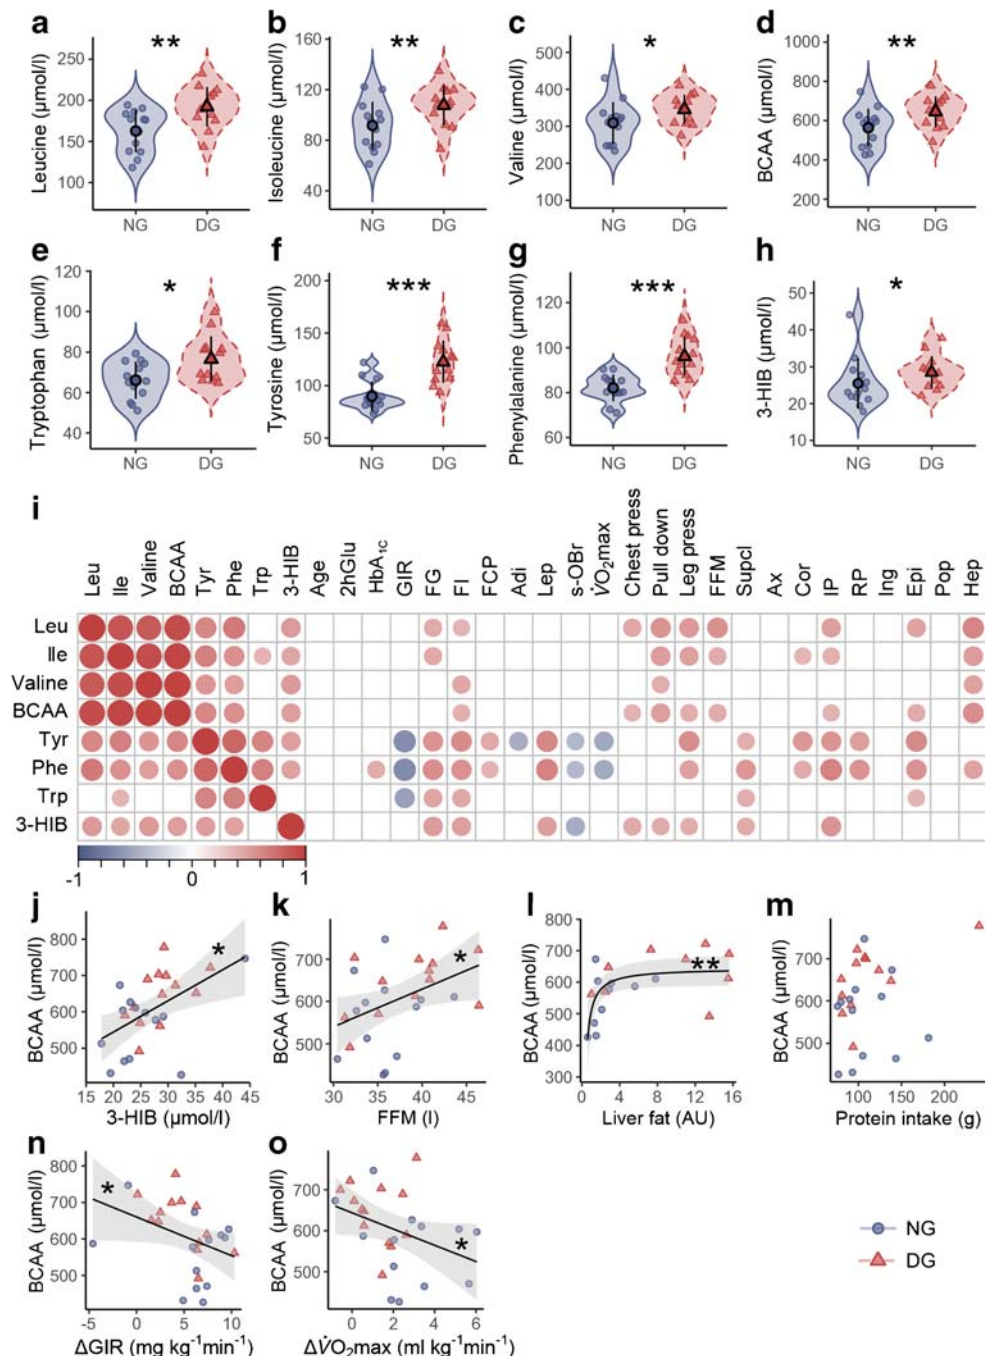 a b c d
** ** * **
Leucine (µmol/l)
250
200
150
100
NG DG
Isoleucine (µmol/l)
160
120
80
40
NG DG
Valine (µmol/l)
500
400
300
200
100
NG DG
BCAA (µmol/l)
1000
800
600
400
200
NG DG
e f g h
* *** *** *
Tryptophan (µmol/l)
120
100
80
60
40
NG DG
Tyrosine (µmol/l)
200
150
100
50
NG DG
Phenylalanine (µmol/l)
120
100
80
60
NG DG
3-HIB (µmol/l)
50
40
30
20
10
NG DG
i
Leu Ile Valine BCAA Tyr Phe Trp 3-HIB Age 2hGlu HbA1C GIR FG FI FCP Adi Lep s-OBr V̇O2max Chest press Pull down Leg press FFM Supcl Ax Cor IP RP Ing Epi Pop Hep
Leu
Ile
Valine
BCAA
Tyr
Phe
Trp
3-HIB
-1 0 1
j k l m
BCAA (µmol/l)
800
700
600
500
*
15 20 25 30 35 40 45
3-HIB (µmol/l)
BCAA (µmol/l)
700
600
500
400
*
30 35 40 45
FFM (l)
BCAA (µmol/l)
800
700
600
500
400
300
**
0 4 8 12 16
Liver fat (AU)
BCAA (µmol/l)
800
700
600
500
50 100 150 200
Protein intake (g)
n o
BCAA (µmol/l)
800
700
600
500
*
-5 0 5 10
ΔGIR (mg kg⁻¹min⁻¹)
BCAA (µmol/l)
700
600
500
*
0 2 4 6
ΔV̇O2max (ml kg⁻¹min⁻¹)
NG
DG